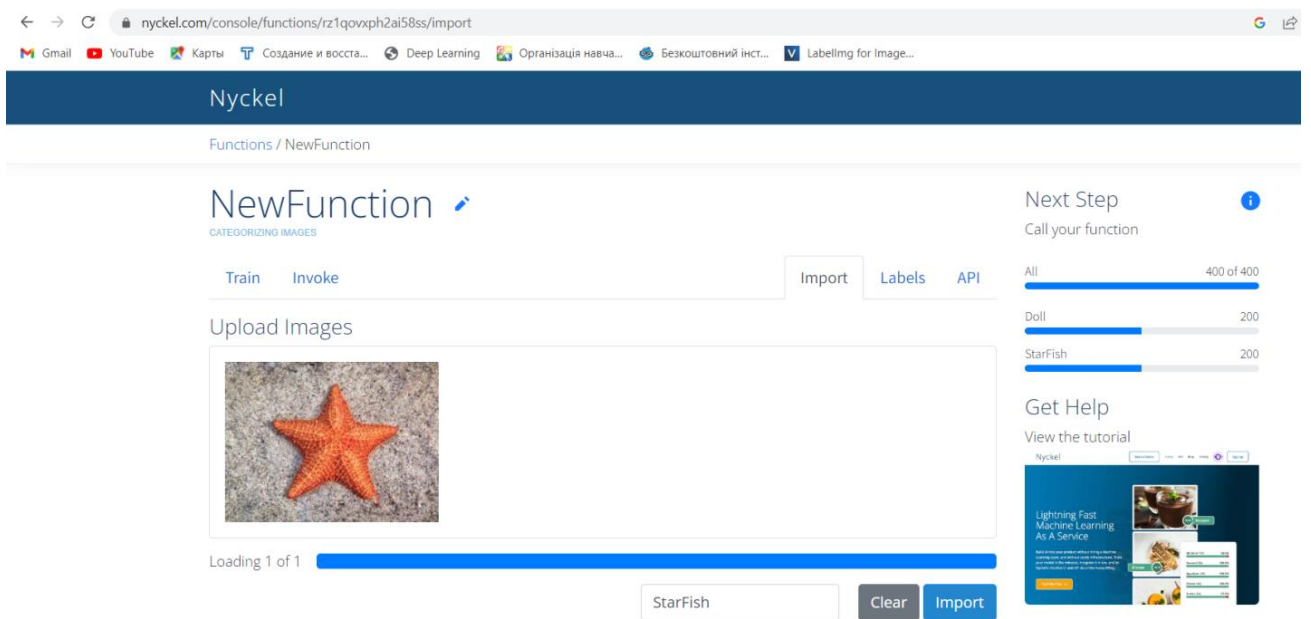 nyckel.com/console/functions/rz1qovxph2ai58ss/import
Gmail YouTube Карты Создание и восста... Deep Learning Організація навча... Безкоштовний інст... LabelImg for Image...
Nyckel
Functions / NewFunction
NewFunction
CATEGORIZING IMAGES
Train Invoke Import Labels API
Upload Images
Loading 1 of 1
StarFish Clear Import
Next Step
Call your function
All 400 of 400
Doll 200
StarFish 200
Get Help
View the tutorial
Nyckel
Lightning Fast
Machine Learning
As A Service